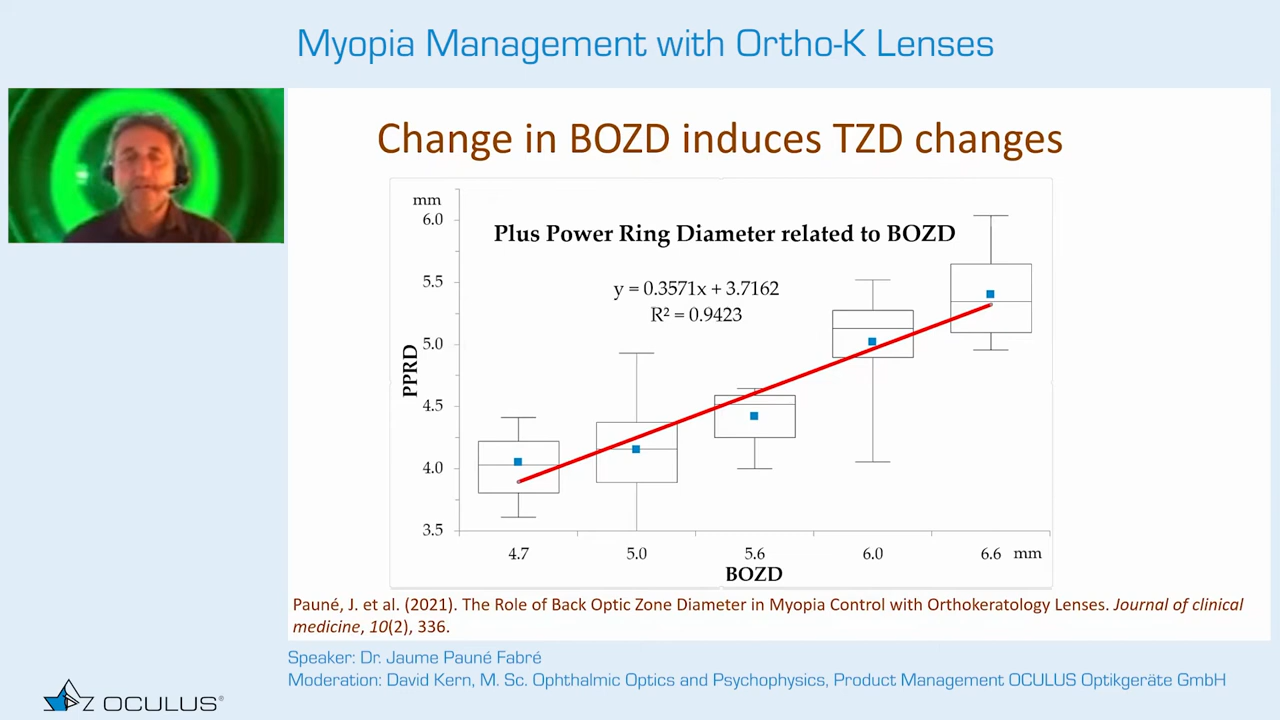 Myopia Management with Ortho-K Lenses
Change in BOZD induces TZD changes
mm
6.0
5.5
5.0
4.5
4.0
3.5
PPRD
Plus Power Ring Diameter related to BOZD
y = 0.3571x + 3.7162
R² = 0.9423
4.7 5.0 5.6 6.0 6.6 mm
BOZD
Pauné, J. et al. (2021). The Role of Back Optic Zone Diameter in Myopia Control with Orthokeratology Lenses. Journal of clinical
medicine, 10(2), 336.
Speaker: Dr. Jaume Pauné Fabré
Moderation: David Kern, M. Sc. Ophthalmic Optics and Psychophysics, Product Management OCULUS Optikgeräte GmbH
OCULUS®